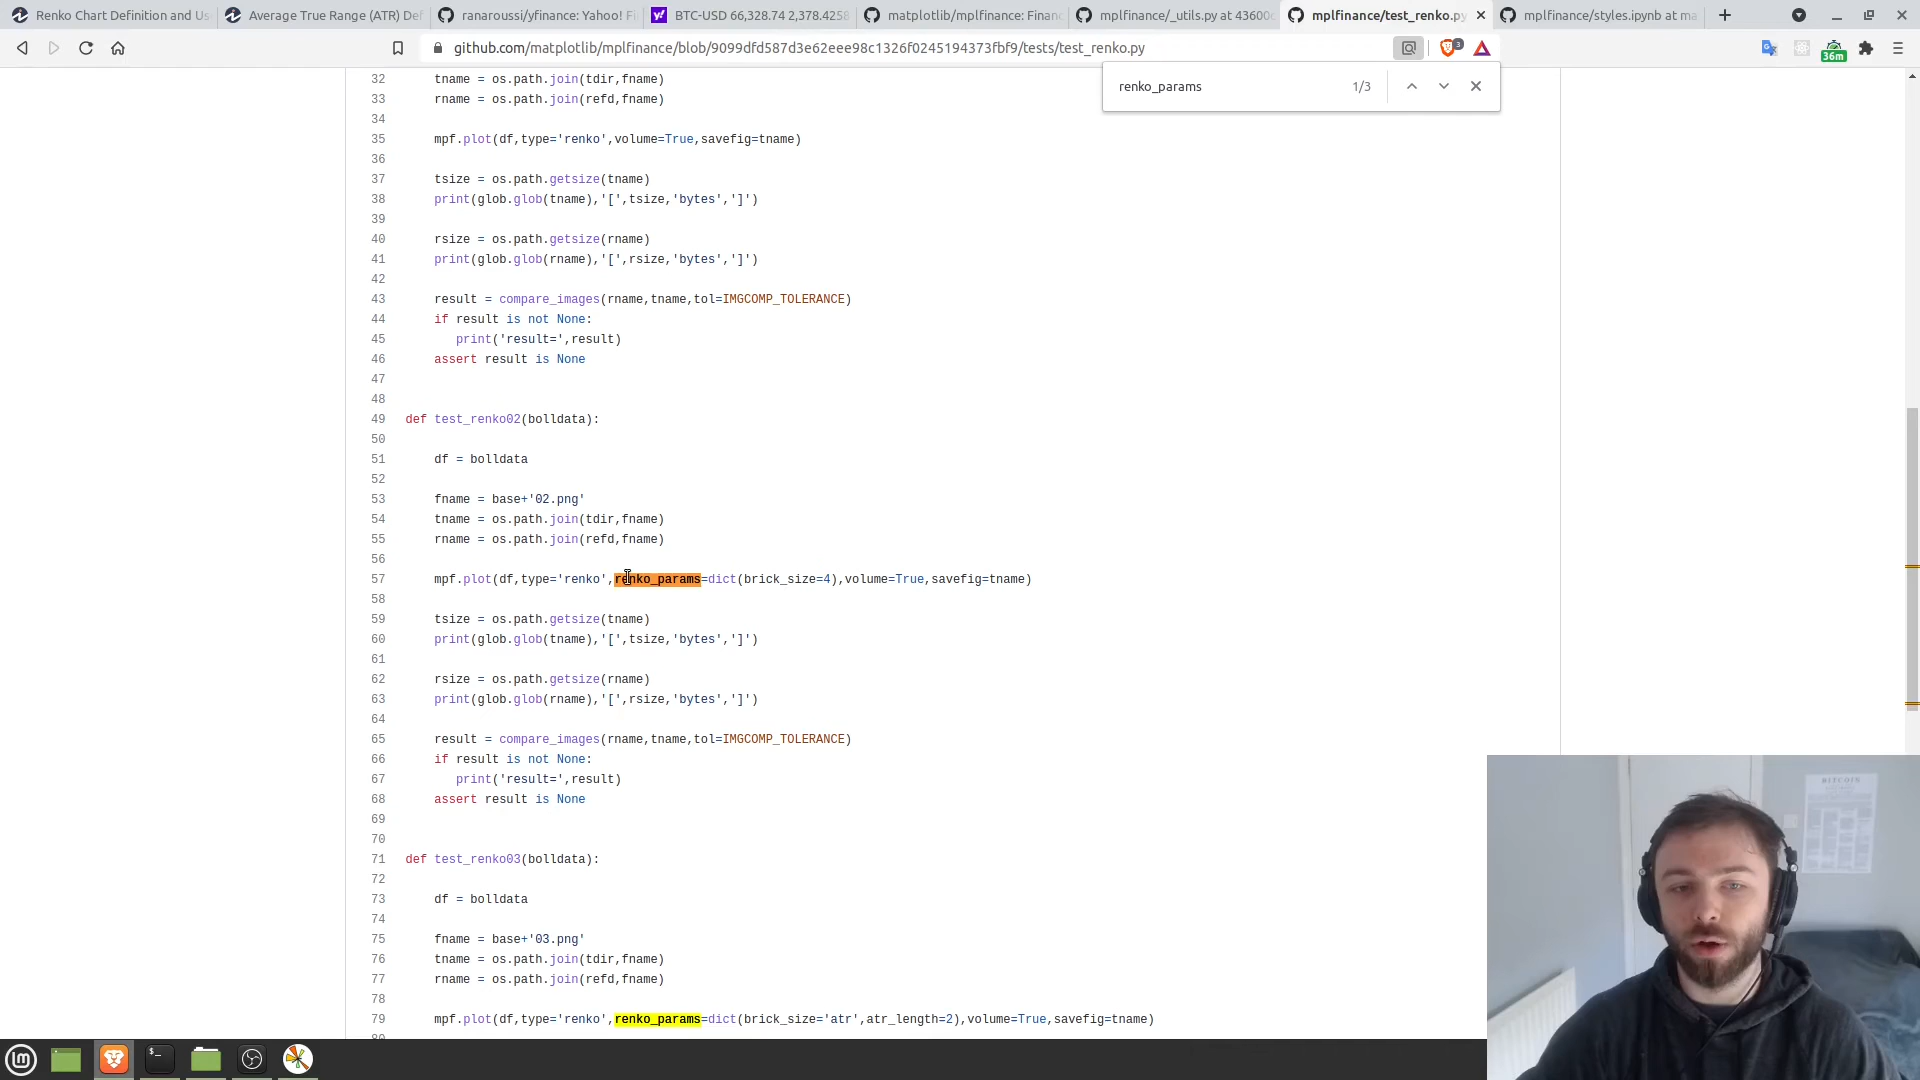 Renko Chart Definition and Us
Average True Range (ATR) Def
ranaroussi/yfinance: Yahoo! Fi
BTC-USD 66,328.74 2,378.4258
matplotlib/mplfinance: Financ
mplfinance/_utils.py at 43600c
mplfinance/test_renko.py
mplfinance/styles.ipynb at ma
github.com/matplotlib/mplfinance/blob/9099dfd587d3e62eee98c1326f0245194373fbf9/tests/test_renko.py
3
36m
renko_params 1/3
32 tname = os.path.join(tdir,fname)
33 rname = os.path.join(refd,fname)
34
35 mpf.plot(df,type='renko',volume=True,savefig=tname)
36
37 tsize = os.path.getsize(tname)
38 print(glob.glob(tname),'[',tsize,'bytes',']')
39
40 rsize = os.path.getsize(rname)
41 print(glob.glob(rname),'[',rsize,'bytes',']')
42
43 result = compare_images(rname,tname,tol=IMGCOMP_TOLERANCE)
44 if result is not None:
45 print('result=',result)
46 assert result is None
47
48
49 def test_renko02(bolldata):
50
51 df = bolldata
52
53 fname = base+'02.png'
54 tname = os.path.join(tdir,fname)
55 rname = os.path.join(refd,fname)
56
57 mpf.plot(df,type='renko',renko_params=dict(brick_size=4),volume=True,savefig=tname)
58
59 tsize = os.path.getsize(tname)
60 print(glob.glob(tname),'[',tsize,'bytes',']')
61
62 rsize = os.path.getsize(rname)
63 print(glob.glob(rname),'[',rsize,'bytes',']')
64
65 result = compare_images(rname,tname,tol=IMGCOMP_TOLERANCE)
66 if result is not None:
67 print('result=',result)
68 assert result is None
69
70
71 def test_renko03(bolldata):
72
73 df = bolldata
74
75 fname = base+'03.png'
76 tname = os.path.join(tdir,fname)
77 rname = os.path.join(refd,fname)
78
79 mpf.plot(df,type='renko',renko_params=dict(brick_size='atr',atr_length=2),volume=True,savefig=tname)
BITCOIN